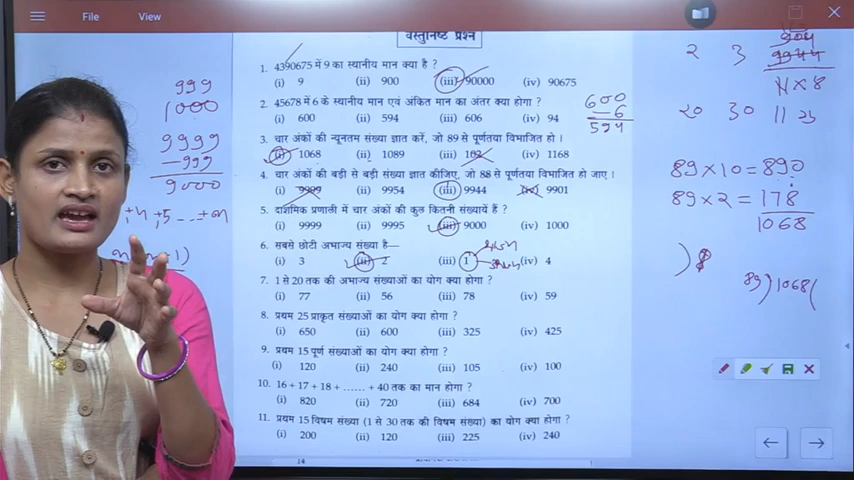 File
Edit
वस्तुनिष्ठ प्रश्न
1. 4390675 में 9 का स्थानीय मान क्या है ?
(i) 9 (ii) 900 (iii) 90000 (iv) 90675
2. 45678 में 6 के स्थानीय मान एवं अंकित मान का अंतर क्या होगा ?
(i) 600 (ii) 594 (iii) 606 (iv) 94
3. चार अंकों की न्यूनतम संख्या ज्ञात करें, जो 89 से पूर्णतया विभाजित हो ।
(i) 1068 (ii) 1089 (iii) (iv) 1168
4. चार अंकों की बड़ी से बड़ी संख्या ज्ञात कीजिए, जो 88 से पूर्णतया विभाजित हो जाए ।
(i) 9999 (ii) 9954 (iii) 9944 (iv) 9901
5. दाशमिक प्रणाली में चार अंकों की कुल कितनी संख्यायें हैं ?
(i) 9999 (ii) 9995 (iii) 9000 (iv) 1000
6. सबसे छोटी अभाज्य संख्या है—
(i) 3 (ii) 2 (iii) 1 (iv) 4
7. 1 से 20 तक की अभाज्य संख्याओं का योग क्या होगा ?
(i) 77 (ii) 56 (iii) 78 (iv) 59
8. प्रथम 25 प्राकृत संख्याओं का योग क्या होगा ?
(i) 650 (ii) 600 (iii) 325 (iv) 425
9. प्रथम 15 पूर्ण संख्याओं का योग क्या होगा ?
(i) 120 (ii) 240 (iii) 105 (iv) 100
10. 16 + 17 + 18 + ...... + 40 तक का मान होगा ?
(i) 820 (ii) 720 (iii) 684 (iv) 700
11. प्रथम 15 विषम संख्या (1 से 30 तक की विषम संख्या) का योग क्या होगा ?
(i) 200 (ii) 120 (iii) 225 (iv) 240
14
999
1000
9999
-999
9000
600
-6
594
2 3
11 x 8
20 30 11
89 x 10 = 890
89 x 2 = 178
1068
89)1068(